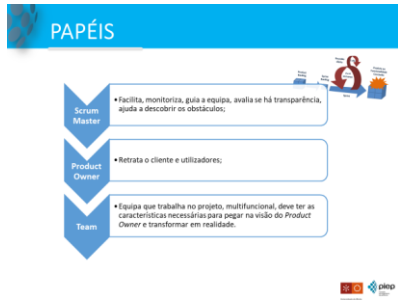 PAPÉIS
Scrum
Master
• Facilita, monitoriza, guia a equipa, avalia se há transparência,
ajuda a descobrir os obstáculos;
Product
Owner
• Retrata o cliente e utilizadores;
Team
• Equipa que trabalha no projeto, multifuncional, deve ter as
características necessárias para pegar na visão do Product
Owner e transformar em realidade.
piep